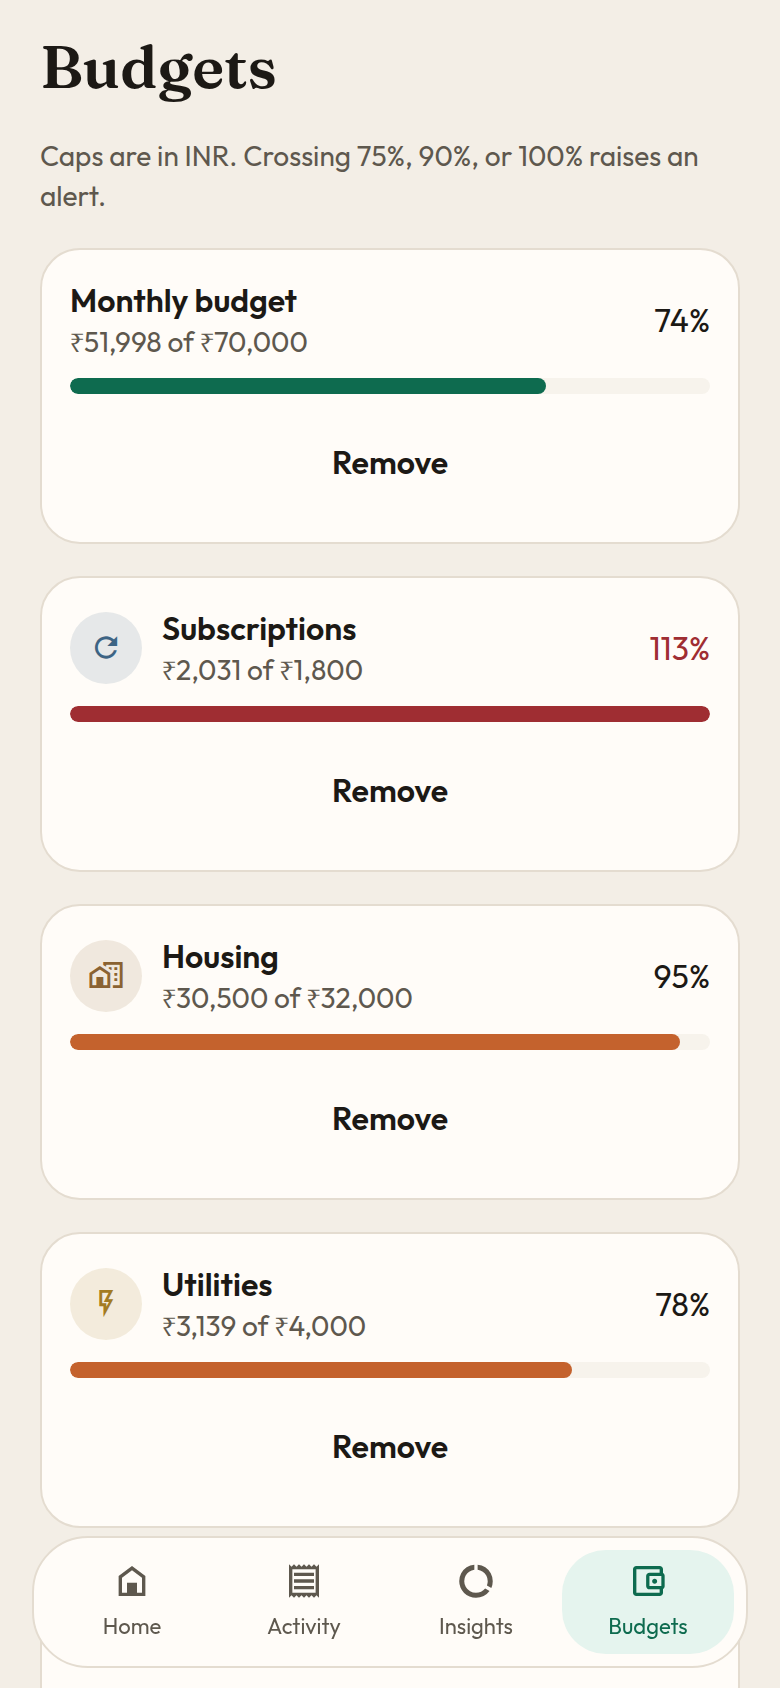 Budgets
Caps are in INR. Crossing 75%, 90%, or 100% raises an
alert.
Monthly budget
₹51,998 of ₹70,000
74%
Remove
Subscriptions
₹2,031 of ₹1,800
113%
Remove
Housing
₹30,500 of ₹32,000
95%
Remove
Utilities
₹3,139 of ₹4,000
78%
Remove
Home
Activity
Insights
Budgets